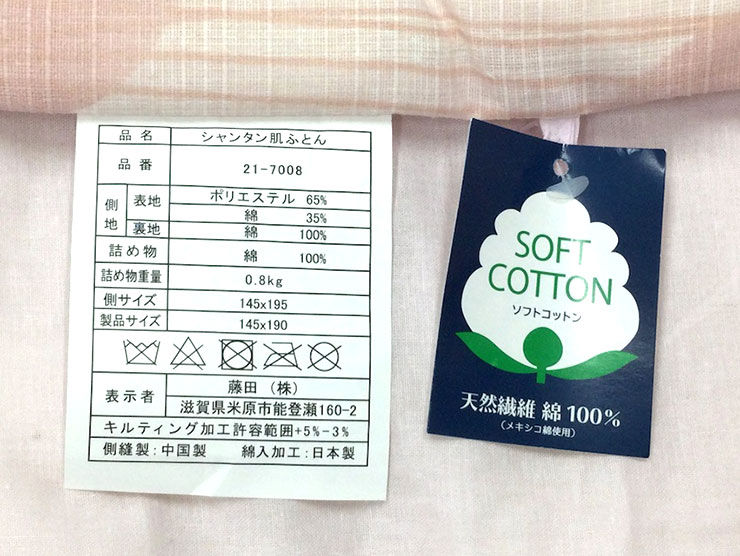 品名 シャンタン肌ふとん
品番 21-7008
側地 表地 ポリエステル 65%
綿 35%
裏地 綿 100%
詰め物 綿 100%
詰め物重量 0.8kg
側サイズ 145x195
製品サイズ 145x190
表示者 藤田(株)
滋賀県米原市能登瀬160-2
キルティング加工許容範囲+5%-3%
側縫製:中国製 綿入加工:日本製
SOFT
COTTON
ソフトコットン
天然繊維 綿100%
(メキシコ綿使用)